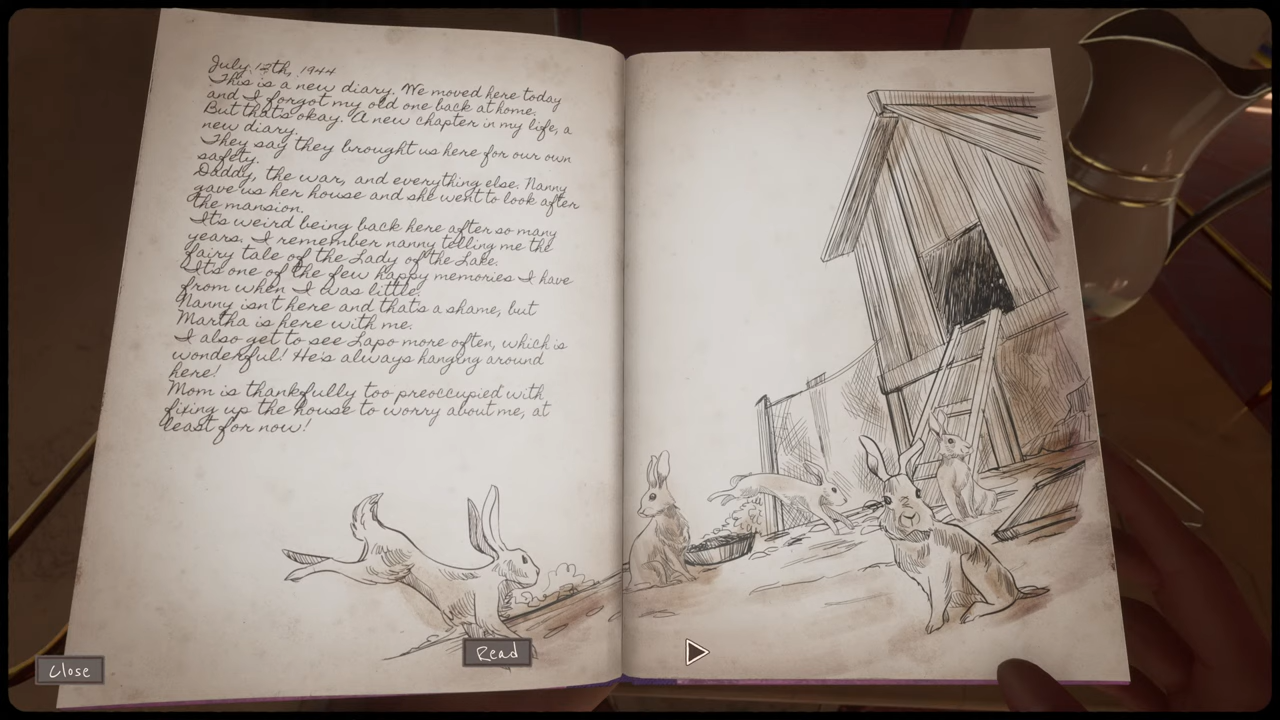 July 12th, 1944
This is a new diary. We moved here today
and I forgot my old one back at home.
But that's okay. A new chapter in my life, a
new diary.
They say they brought us here for our own
safety.
Daddy, the war, and everything else. Nanny
gave us her house and she went to look after
the mansion.
It's weird being back here after so many
years. I remember nanny telling me the
fairy tale of the Lady of the Lake.
It's one of the few happy memories I have
from when I was little.
Nanny isn't here and that's a shame, but
Martha is here with me.
I also get to see Lapo more often, which is
wonderful! He's always hanging around
here!
Mom is thankfully too preoccupied with
fixing up the house to worry about me, at
least for now!
Read
Close